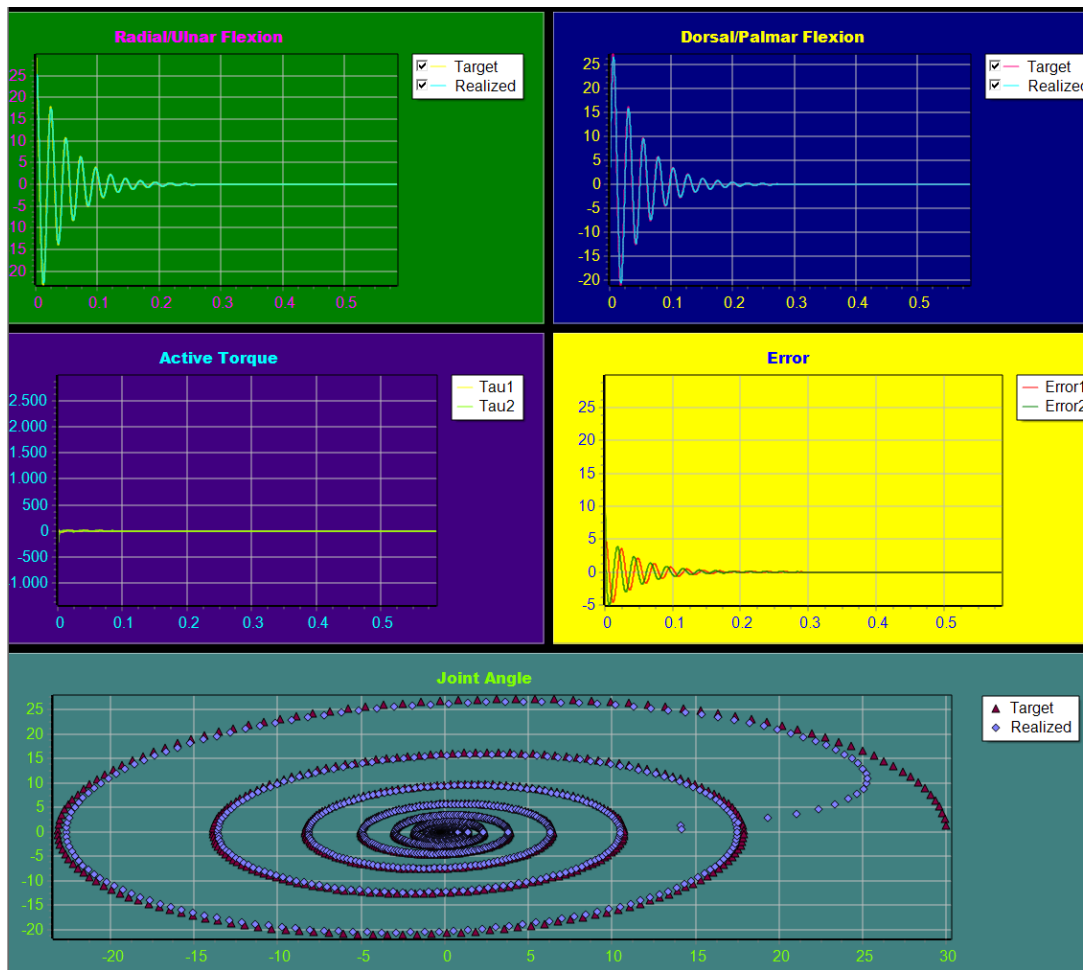 Radial/Ulnar Flexion
Target
Realized
25
20
15
10
5
0
-5
10
15
20
0 0.1 0.2 0.3 0.4 0.5
Dorsal/Palmar Flexion
Target
Realized
25
20
15
10
5
0
-5
-10
-15
-20
0 0.1 0.2 0.3 0.4 0.5
Active Torque
Tau1
Tau2
2.500
2.000
1.500
1.000
500
0
-500
1.000
0 0.1 0.2 0.3 0.4 0.5
Error
Error1
Error2
25
20
15
10
5
0
-5
0 0.1 0.2 0.3 0.4 0.5
Joint Angle
Target
Realized
25
20
15
10
5
0
-5
-10
-15
-20
-20 -15 -10 -5 0 5 10 15 20 25 30